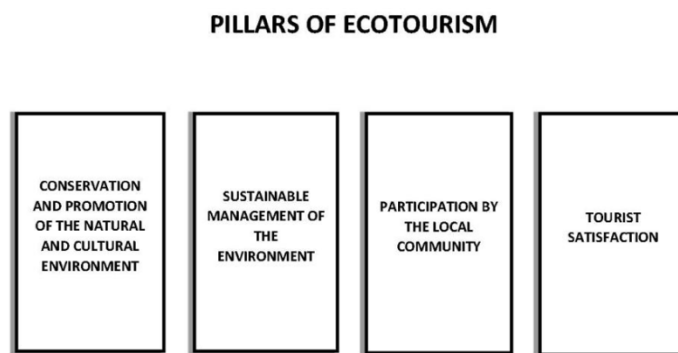 PILLARS OF ECOTOURISM
CONSERVATION
AND PROMOTION
OF THE NATURAL
AND CULTURAL
ENVIRONMENT
SUSTAINABLE
MANAGEMENT OF
THE
ENVIRONMENT
PARTICIPATION BY
THE LOCAL
COMMUNITY
TOURIST
SATISFACTION